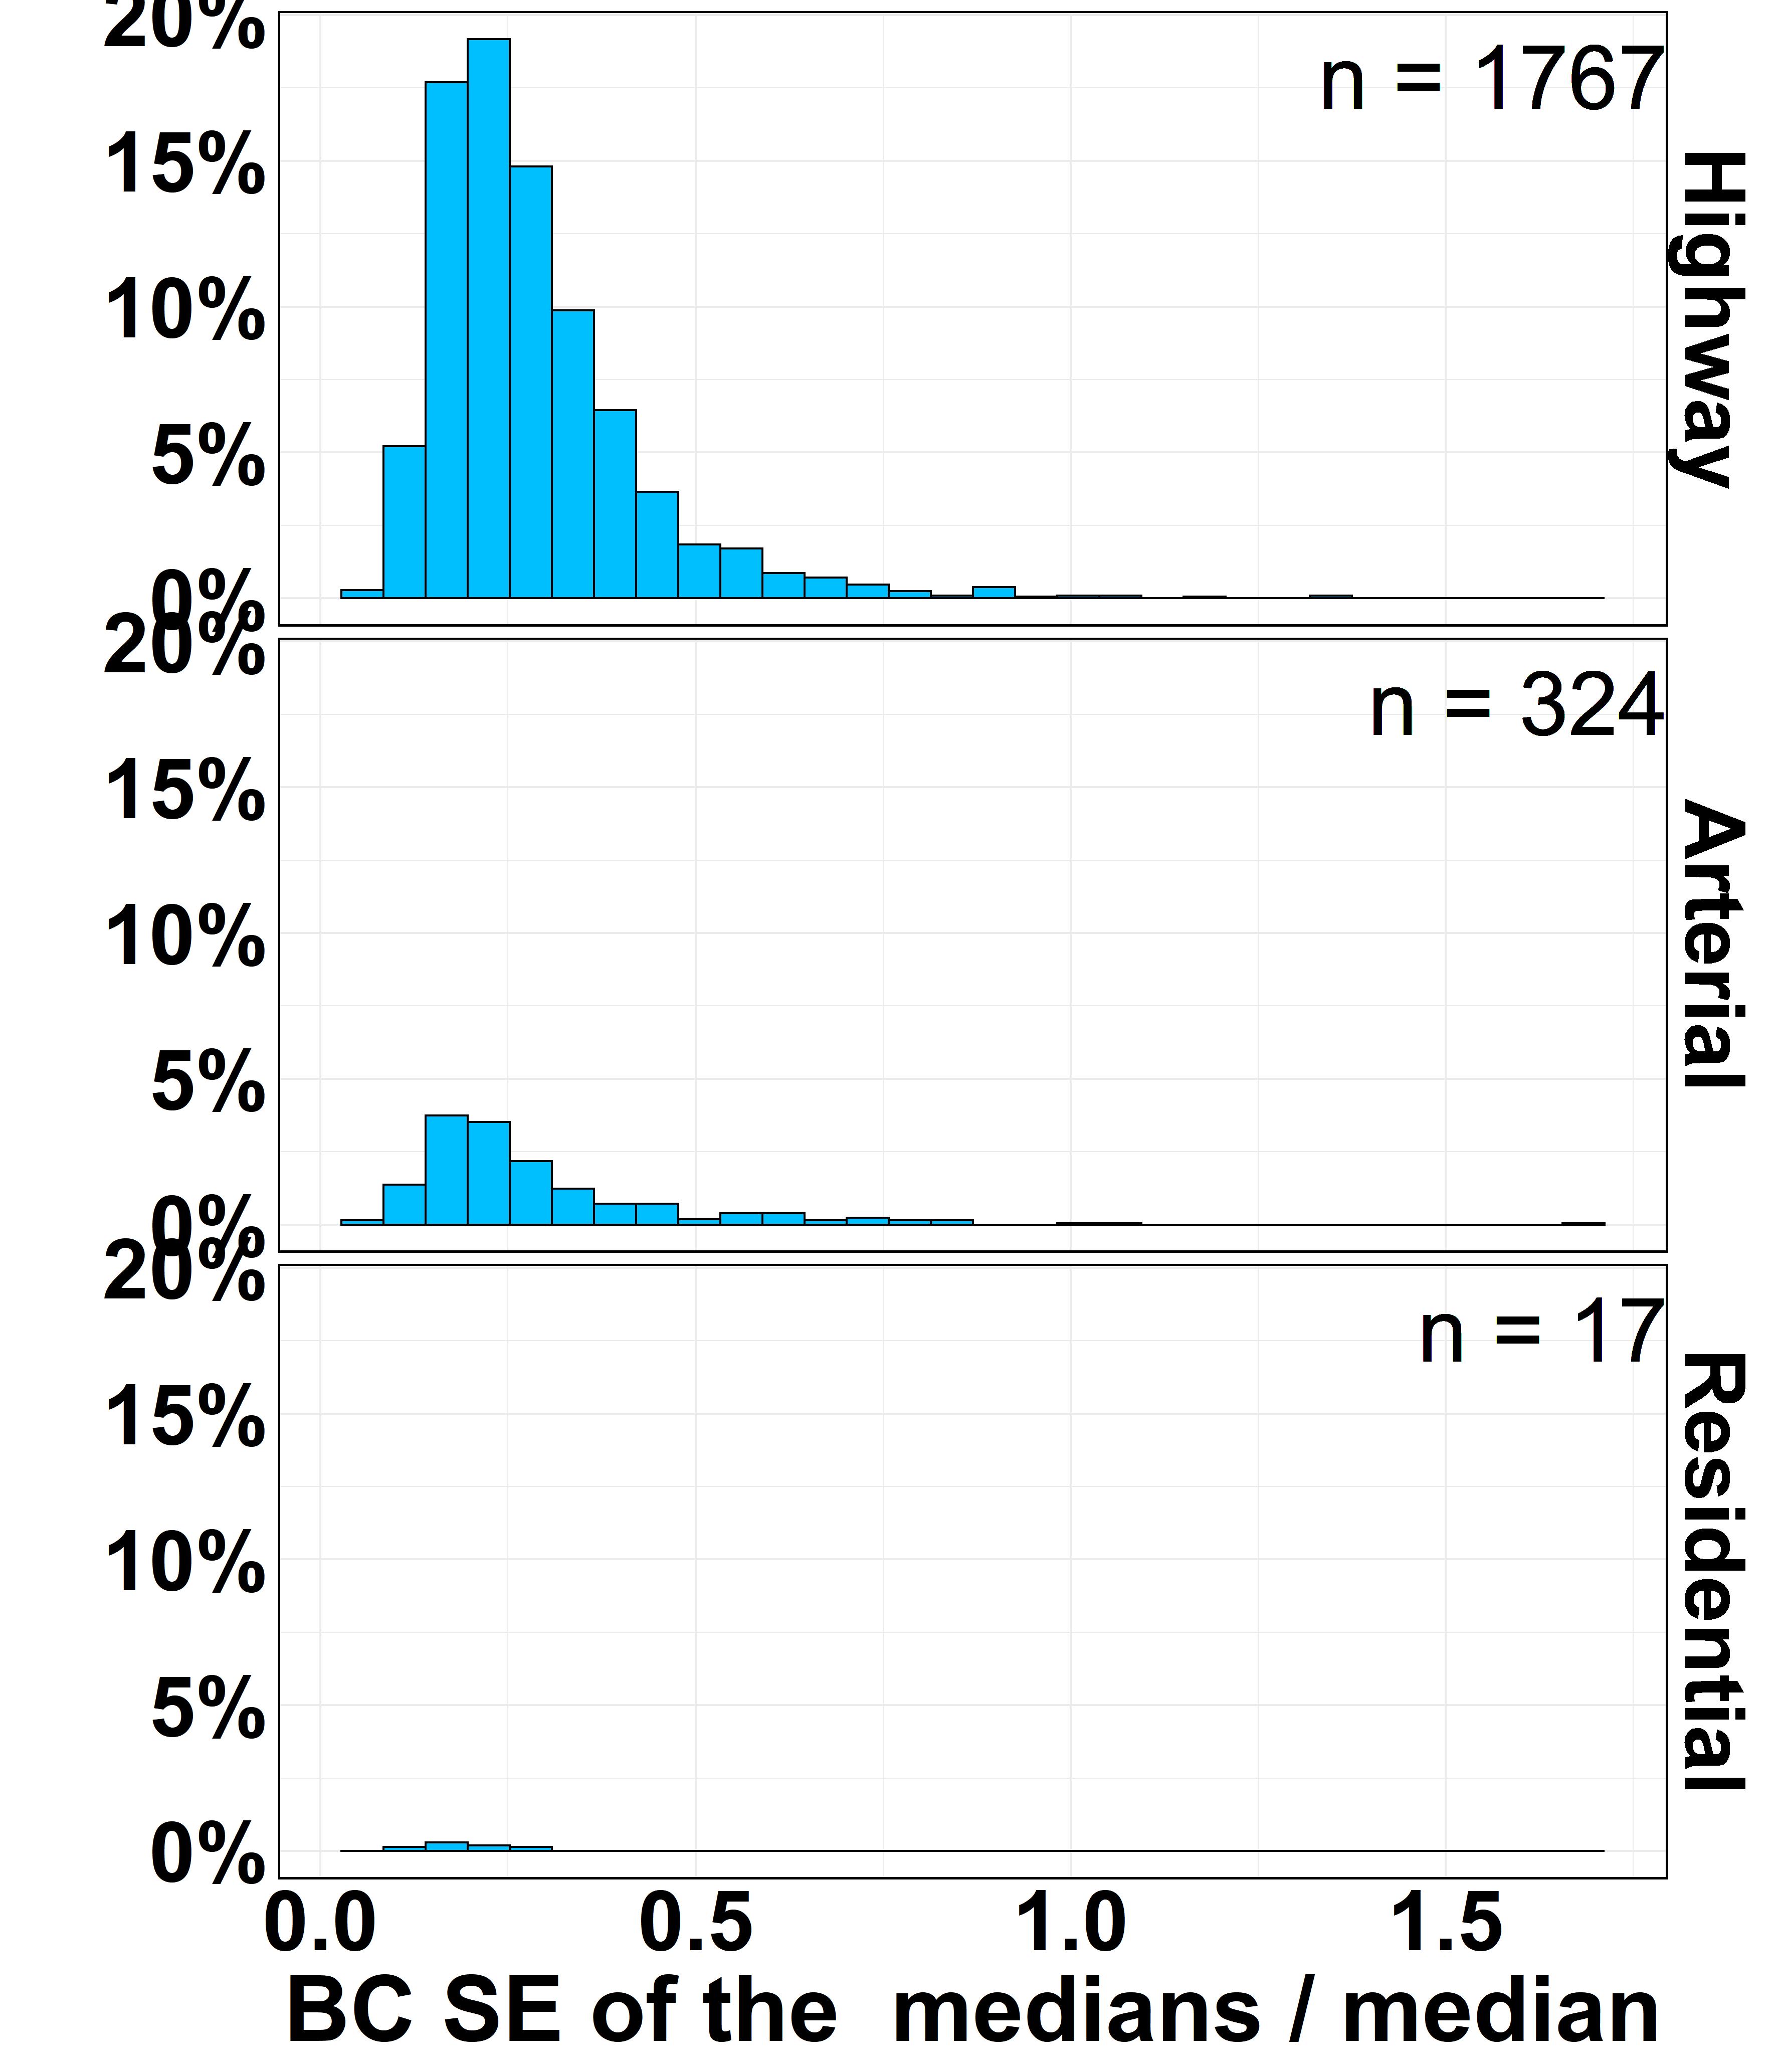 20%
n = 1767
15%
10%
5%
0%
Highway
20%
n = 324
15%
10%
5%
0%
Arterial
20%
n = 17
15%
10%
5%
0%
Residential
0.0 0.5 1.0 1.5
BC SE of the  medians / median